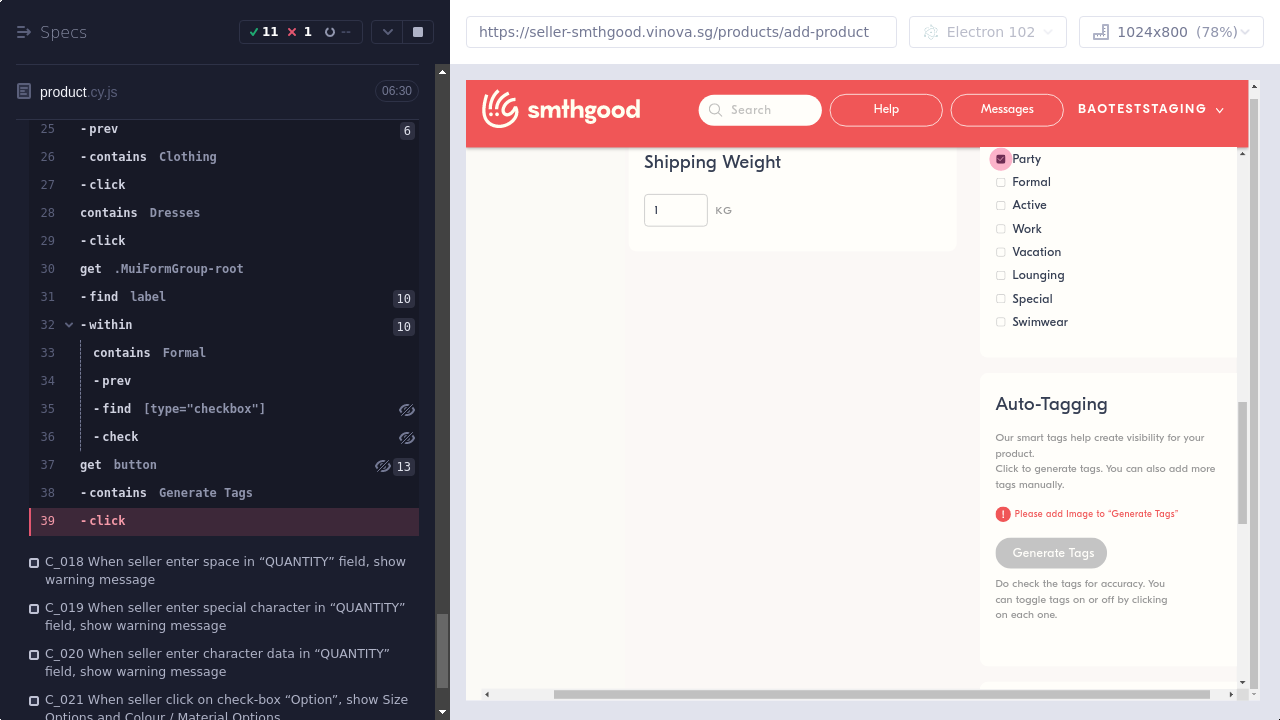 Specs
11
1
--
product.cy.js
06:30
25 -prev 6
26 -contains Clothing
27 -click
28 contains Dresses
29 -click
30 get .MuiFormGroup-root
31 -find label 10
32 -within 10
33 contains Formal
34 -prev
35 -find [type="checkbox"]
36 -check
37 get button 13
38 -contains Generate Tags
39 -click
C_018 When seller enter space in “QUANTITY” field, show
warning message
C_019 When seller enter special character in “QUANTITY”
field, show warning message
C_020 When seller enter character data in “QUANTITY”
field, show warning message
C_021 When seller click on check-box “Option”, show Size
Options and Colour / Material Options
https://seller-smthgood.vinova.sg/products/add-product
Electron 102
1024x800 (78%)
smthgood
Search
Help
Messages
BAOTESTSTAGING
Shipping Weight
1 KG
Party
Formal
Active
Work
Vacation
Lounging
Special
Swimwear
Auto-Tagging
Our smart tags help create visibility for your
product.
Click to generate tags. You can also add more
tags manually.
! Please add Image to “Generate Tags”
Generate Tags
Do check the tags for accuracy. You
can toggle tags on or off by clicking
on each one.